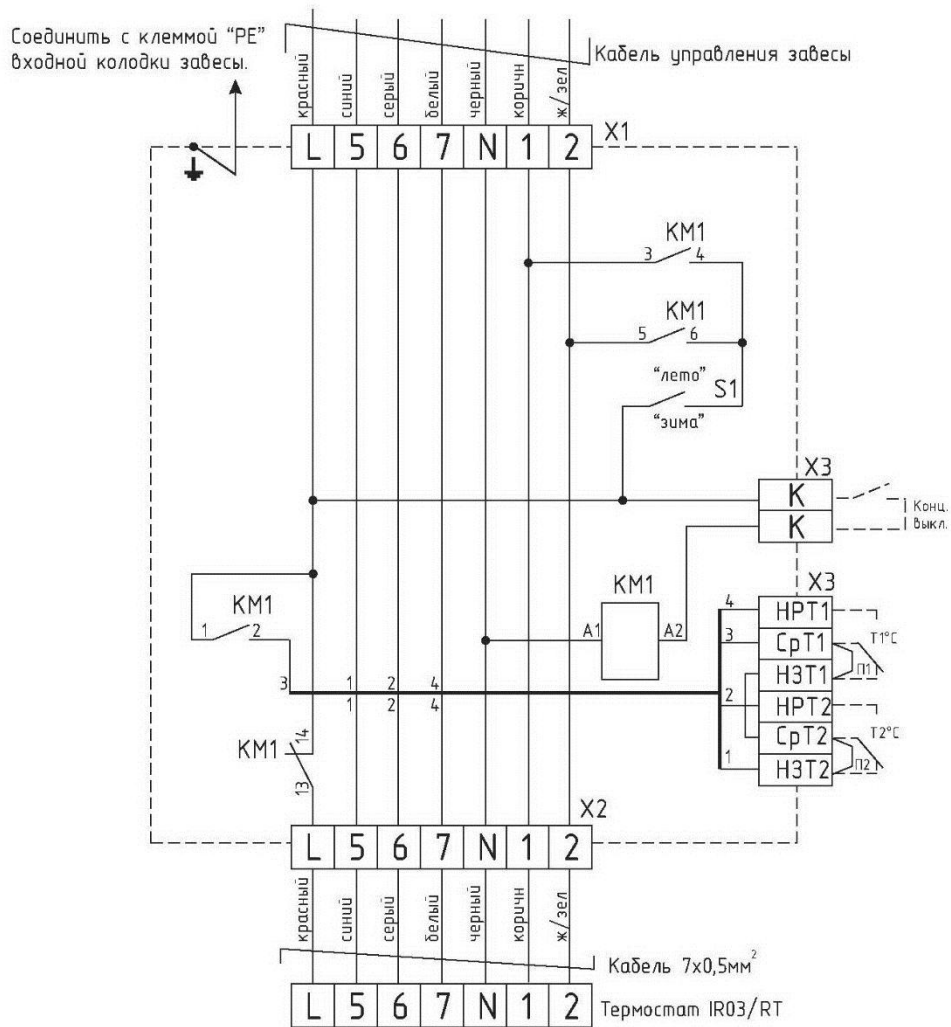 Соединить с клеммой "РЕ"
входной колодки завесы.
Кабель управления завесы
красный
синий
серый
белый
черный
коричн
ж/зел
L 5 6 7 N 1 2
X1
KM1
3 4
KM1
5 6
"лето"
S1
"зима"
X3
K
K
Конц.
Выкл.
KM1
1 2
KM1
A1 A2
X3
4 НРТ1
3 СрТ1
НЗТ1
2 НРТ2
СрТ2
1 НЗТ2
T1°C
П1
T2°C
П2
3 1 2 4
1 2 4
14
KM1
13
X2
L 5 6 7 N 1 2
красный
синий
серый
белый
черный
коричн
ж/зел
Кабель 7х0,5мм²
L 5 6 7 N 1 2
Термостат IR03/RT